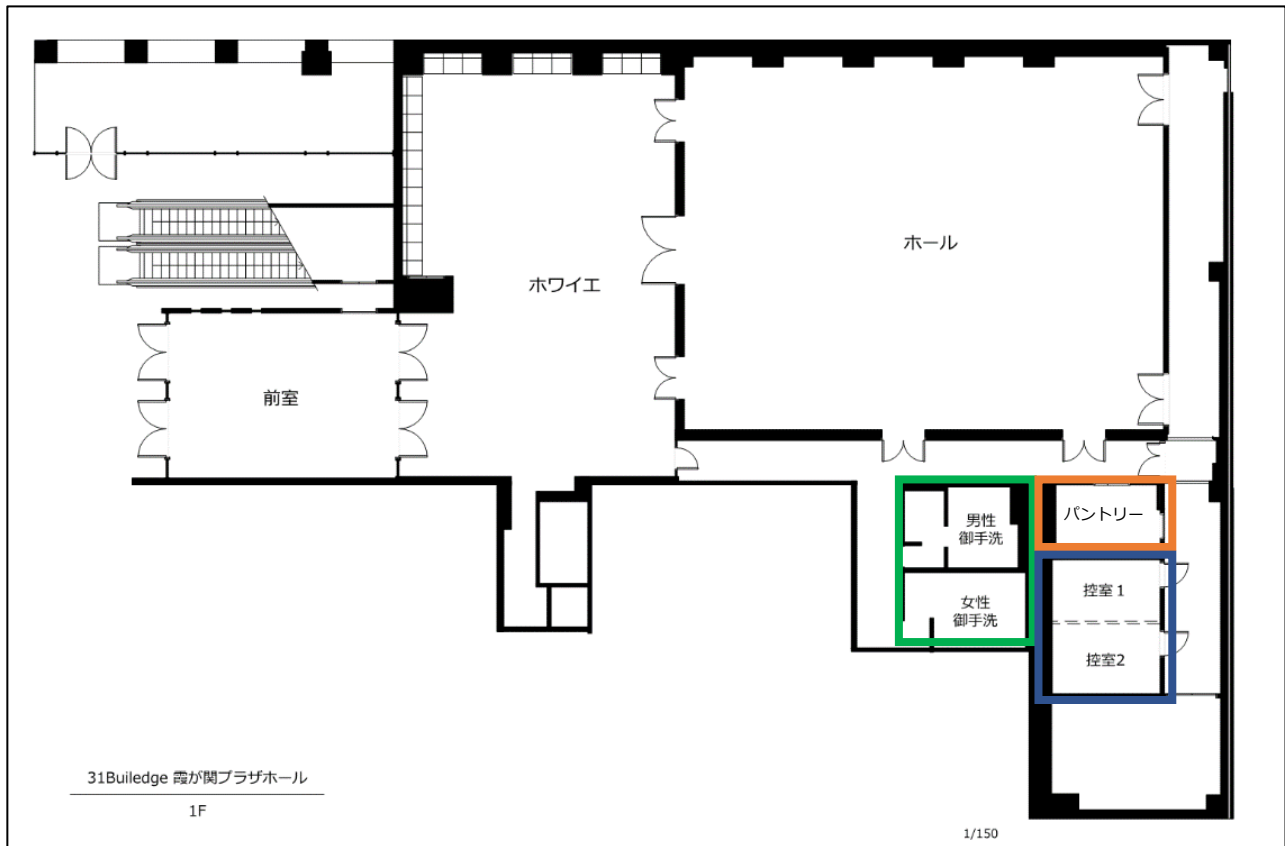 ホール
ホワイエ
前室
パントリー
男性
御手洗
控室1
女性
御手洗
控室2
31Builedge 霞が関プラザホール
1F
1/150